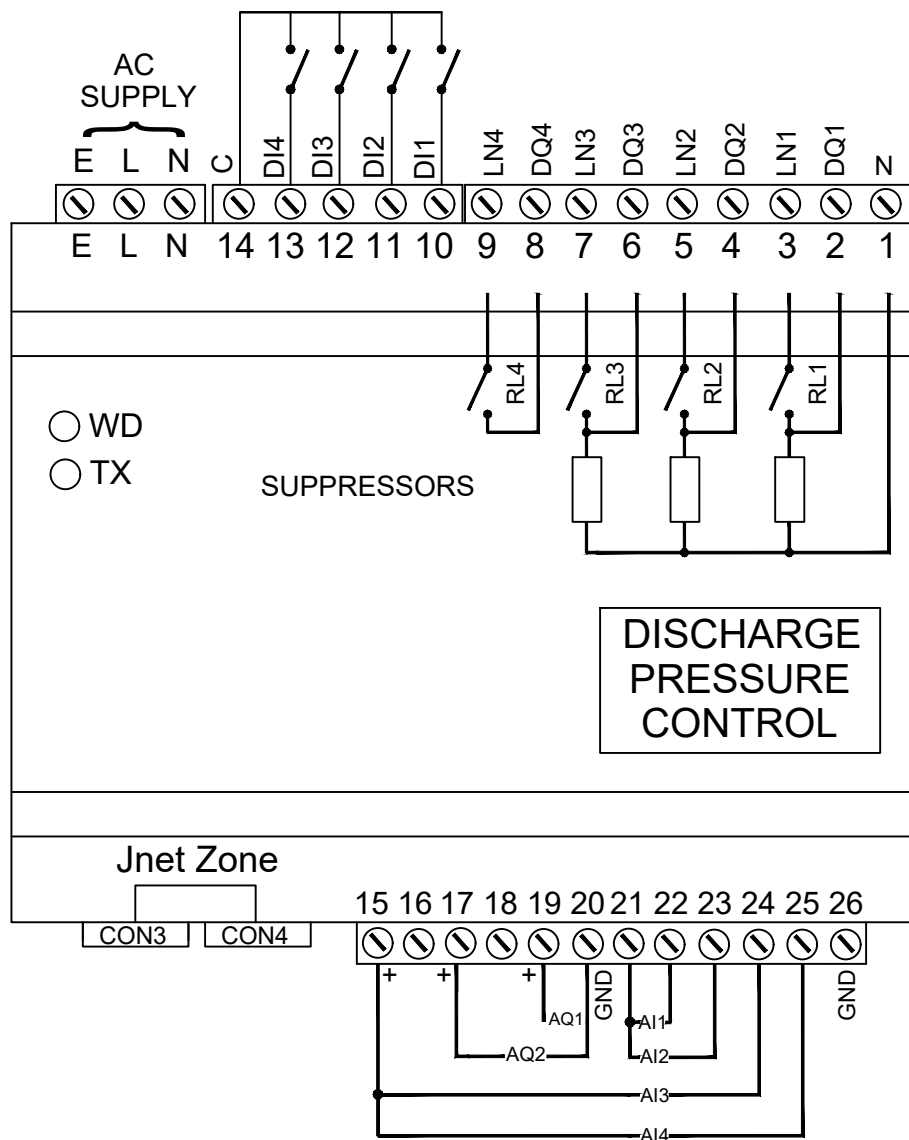 AC
SUPPLY
E L N
C DI4 DI3 DI2 DI1 LN4 DQ4 LN3 DQ3 LN2 DQ2 LN1 DQ1 N
E L N 14 13 12 11 10 9 8 7 6 5 4 3 2 1
RL4 RL3 RL2 RL1
WD
TX
SUPPRESSORS
DISCHARGE
PRESSURE
CONTROL
Jnet Zone
CON3 CON4
15 16 17 18 19 20 21 22 23 24 25 26
+ + + GND GND
AQ1 AI1
AQ2 AI2
AI3
AI4